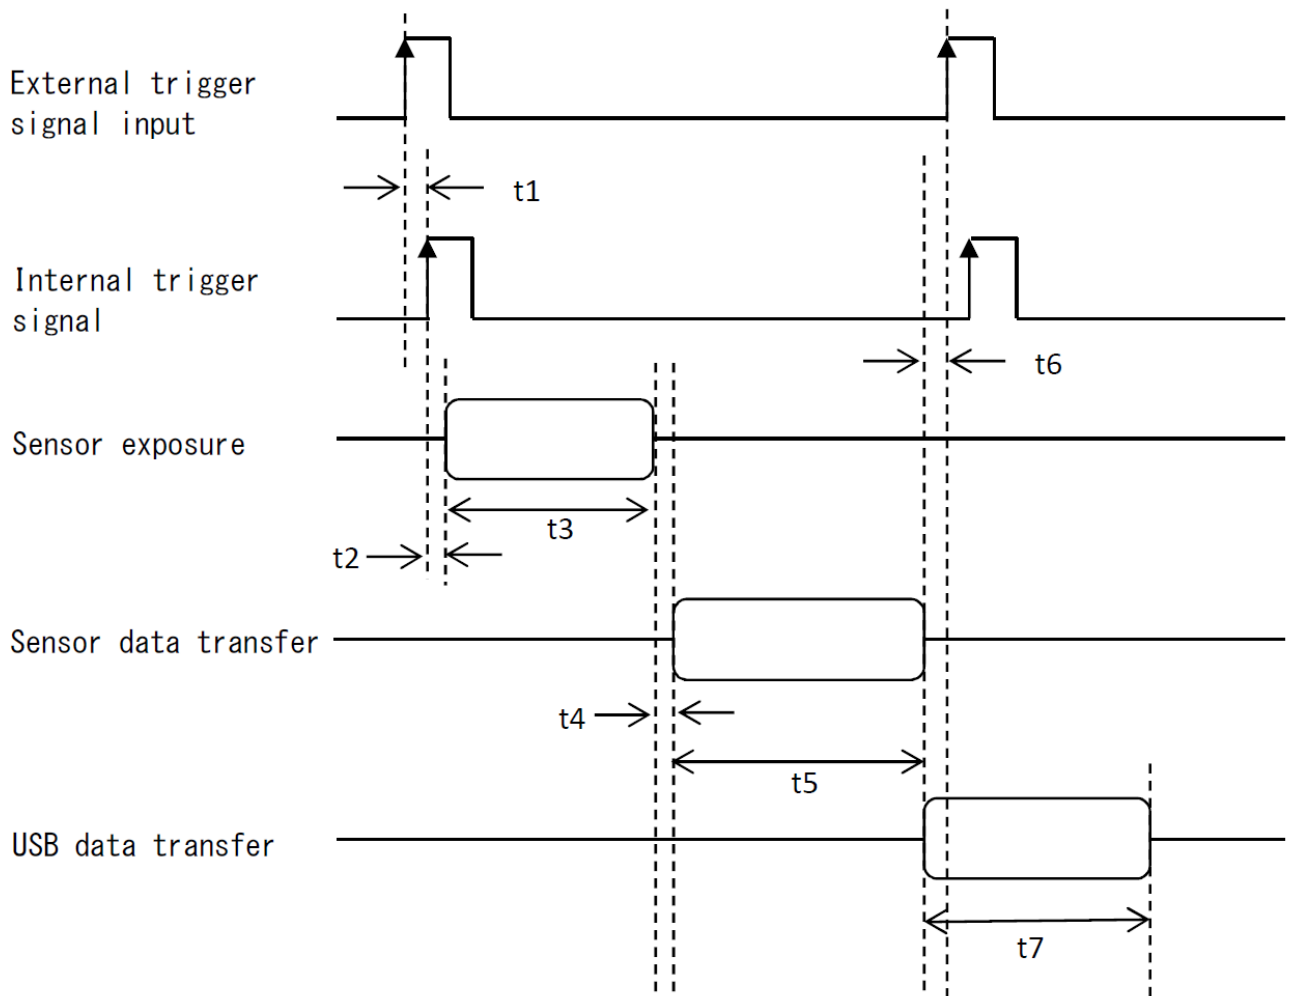 External trigger
signal input
t1
Internal trigger
signal
t6
Sensor exposure
t3
t2
Sensor data transfer
t4
t5
USB data transfer
t7